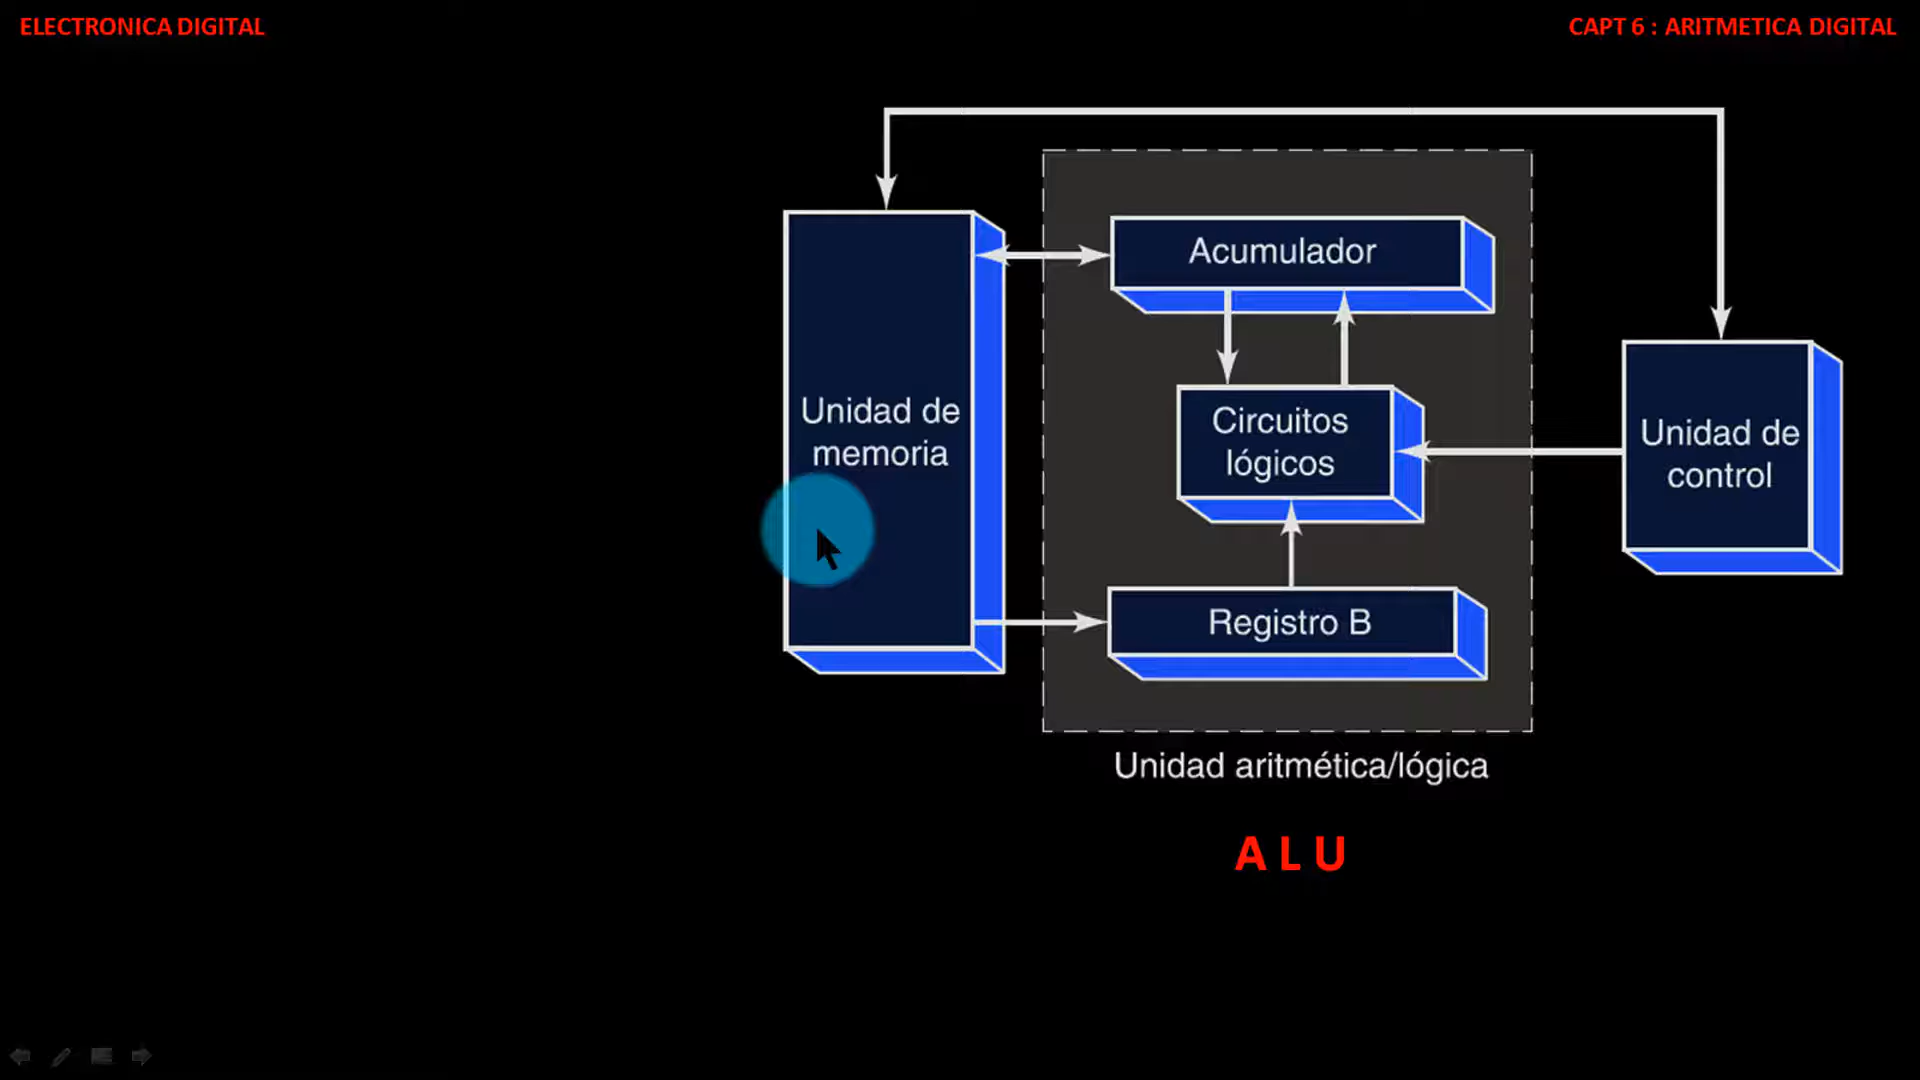 ELECTRONICA DIGITAL
CAPT 6 : ARITMETICA DIGITAL
Acumulador
Unidad de
memoria
Circuitos
lógicos
Unidad de
control
Registro B
Unidad aritmética/lógica
A L U